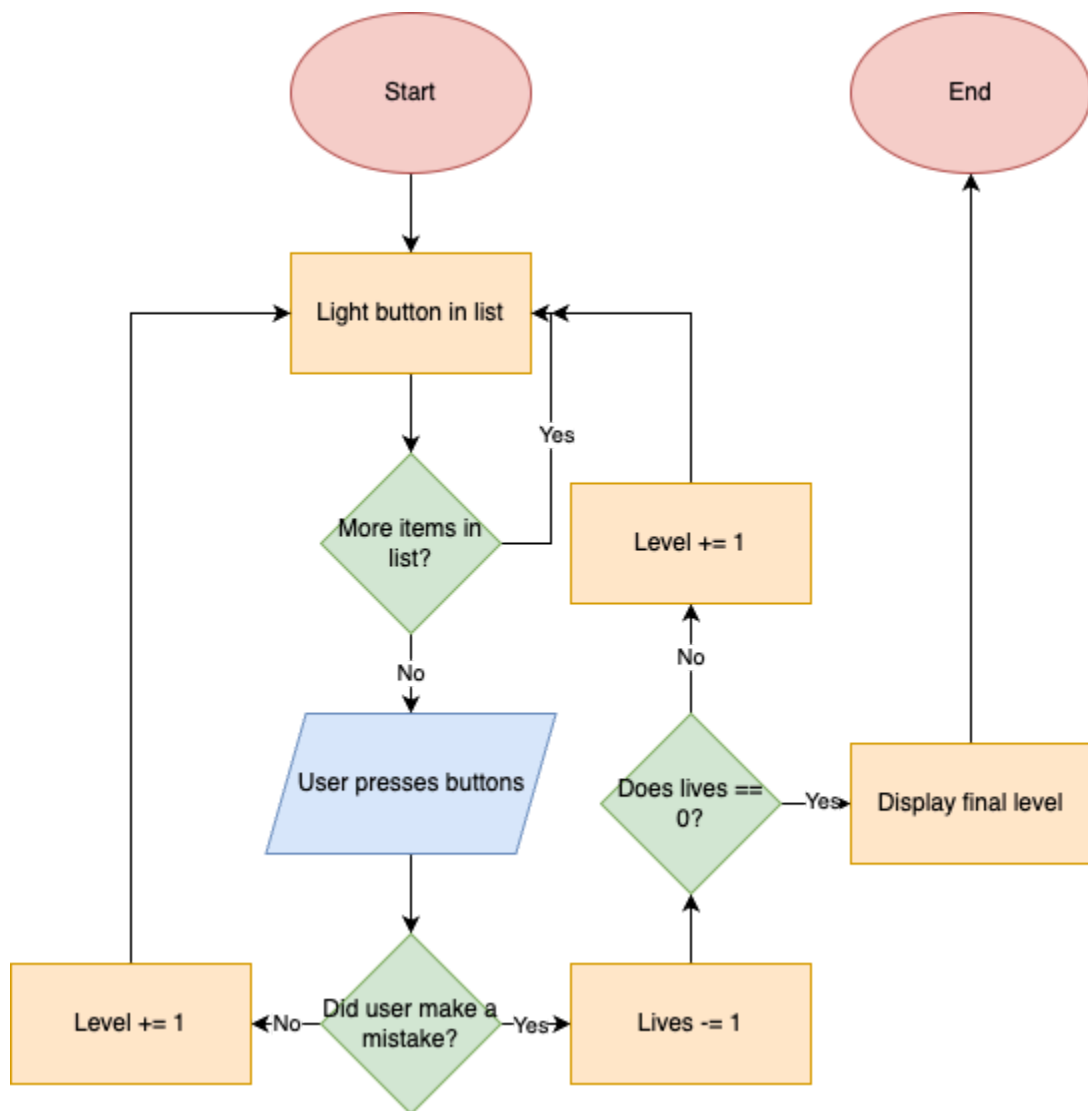 Start
End
Light button in list
Yes
More items in
list?
Level += 1
No
No
User presses buttons
Does lives ==
0?
Yes
Display final level
Level += 1
No
Did user make a
mistake?
Yes
Lives -= 1